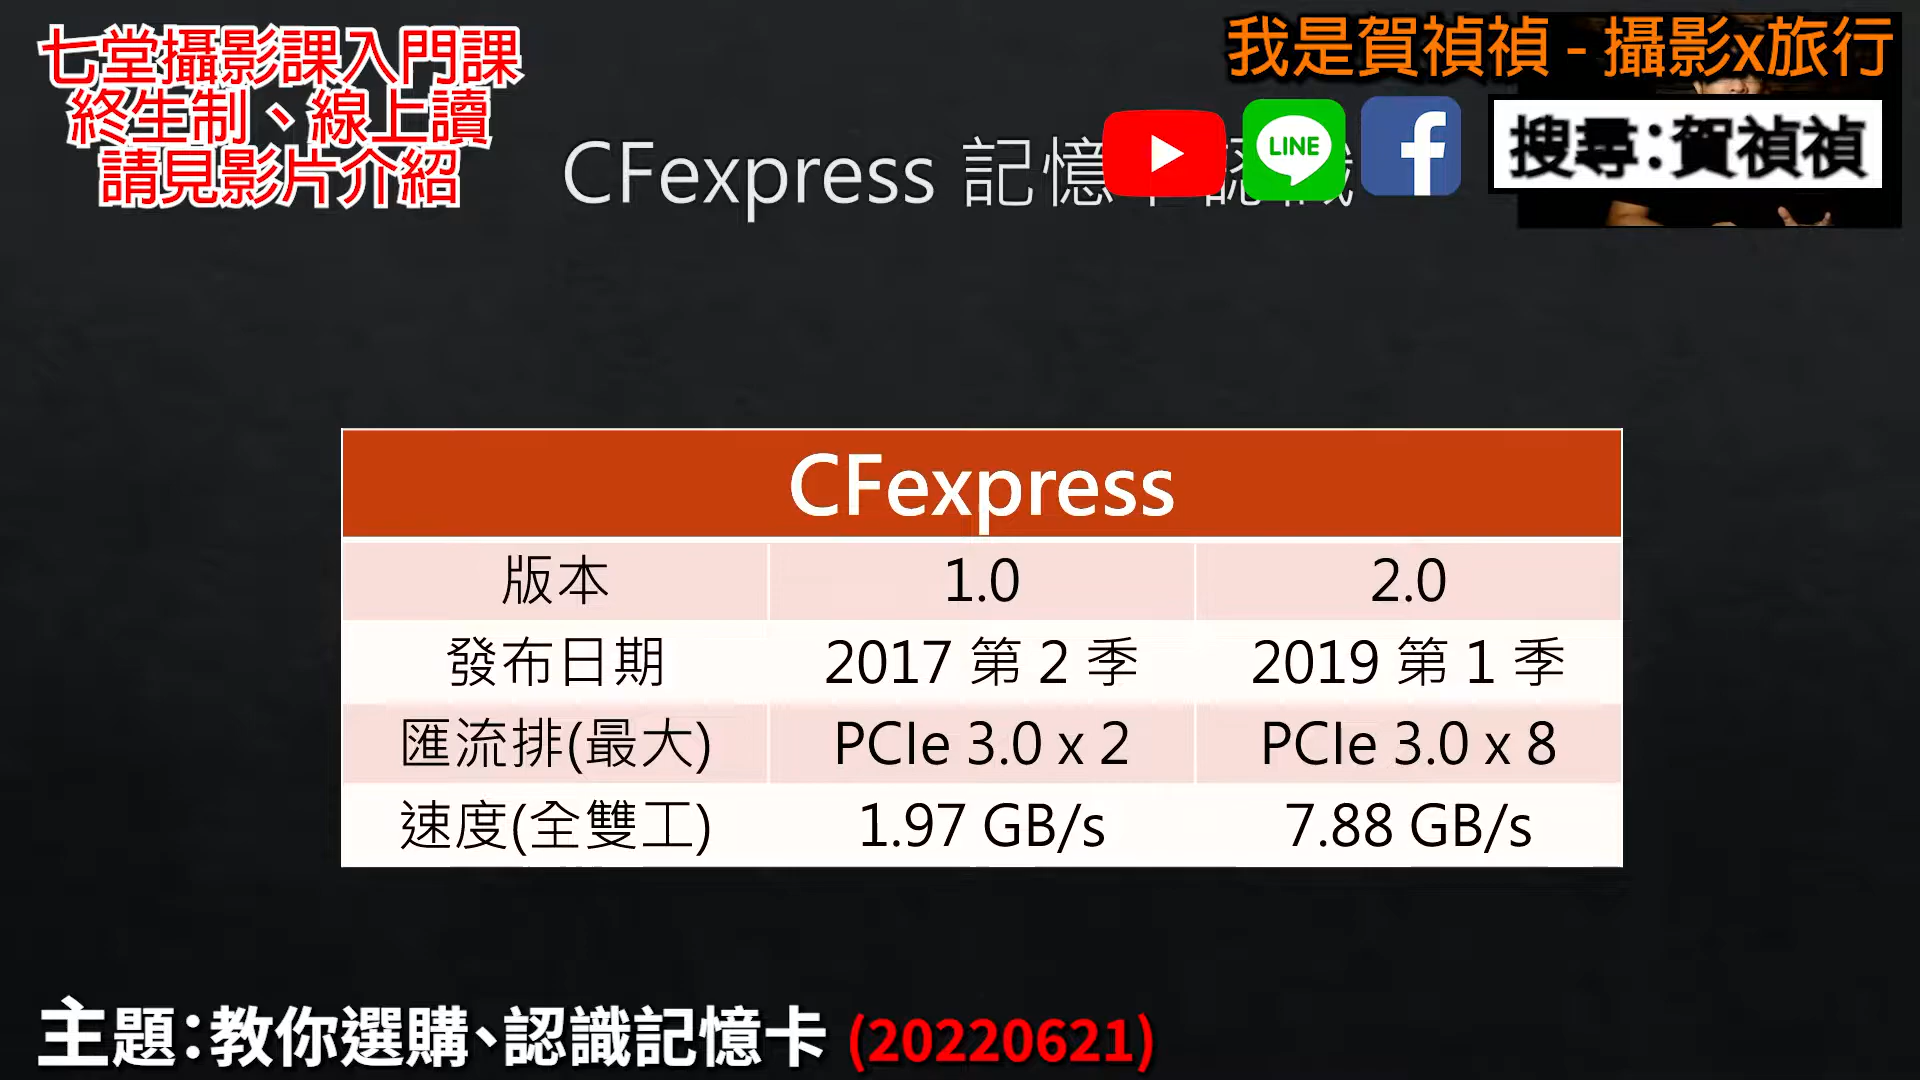 七堂攝影課入門課
終生制、線上讀
請見影片介紹
我是賀禎禎 - 攝影x旅行
LINE
搜尋:賀禎禎
CFexpress 記憶
CFexpress
版本 1.0 2.0
發布日期 2017 第 2 季 2019 第 1 季
匯流排(最大) PCIe 3.0 x 2 PCIe 3.0 x 8
速度(全雙工) 1.97 GB/s 7.88 GB/s
主題:教你選購、認識記憶卡 (20220621)